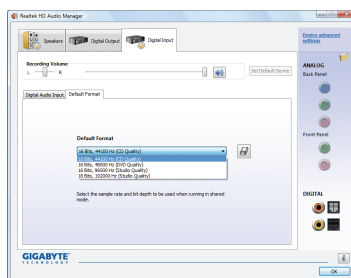 Realtek HD Audio Manager
Speakers
Digital Output
Digital Input
Device advanced
settings
Recording Volume
L
R
Set Default Device
ANALOG
Back Panel
Digital Audio Input
Default Format
Default Format
16 Bits, 44100 Hz (CD Quality)
16 Bits, 44100 Hz (CD Quality)
16 Bits, 48000 Hz (DVD Quality)
16 Bits, 96000 Hz (Studio Quality)
16 Bits, 192000 Hz (Studio Quality)
Front Panel
Select the sample rate and bit depth to be used when running in shared
mode.
DIGITAL
GIGABYTE
TECHNOLOGY
OK